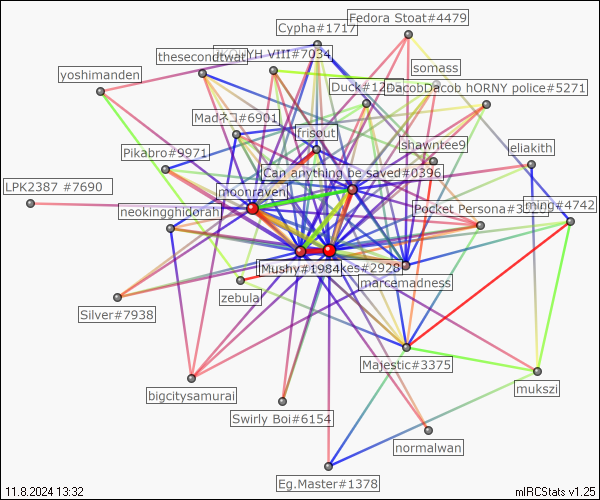 Fedora Stoat#4479
Cypha#1717
thesecondtwat
VIII#7034
somass
yoshimanden
Duck#12
DacobDacob hORNY police#5271
Madネコ#6901
frisout
shawntee9
eliakith
Pikabro#9971
Can anything be saved#0396
LPK2387 #7690
moonraven
neokingghidorah
Pocket Persona#3
ming#4742
Mushy#1984
kes#2928
marcemadness
zebula
Silver#7938
Majestic#3375
mukszi
bigcitysamurai
Swirly Boi#6154
normalwan
Eg.Master#1378
11.8.2024 13:32
mIRCStats v1.25